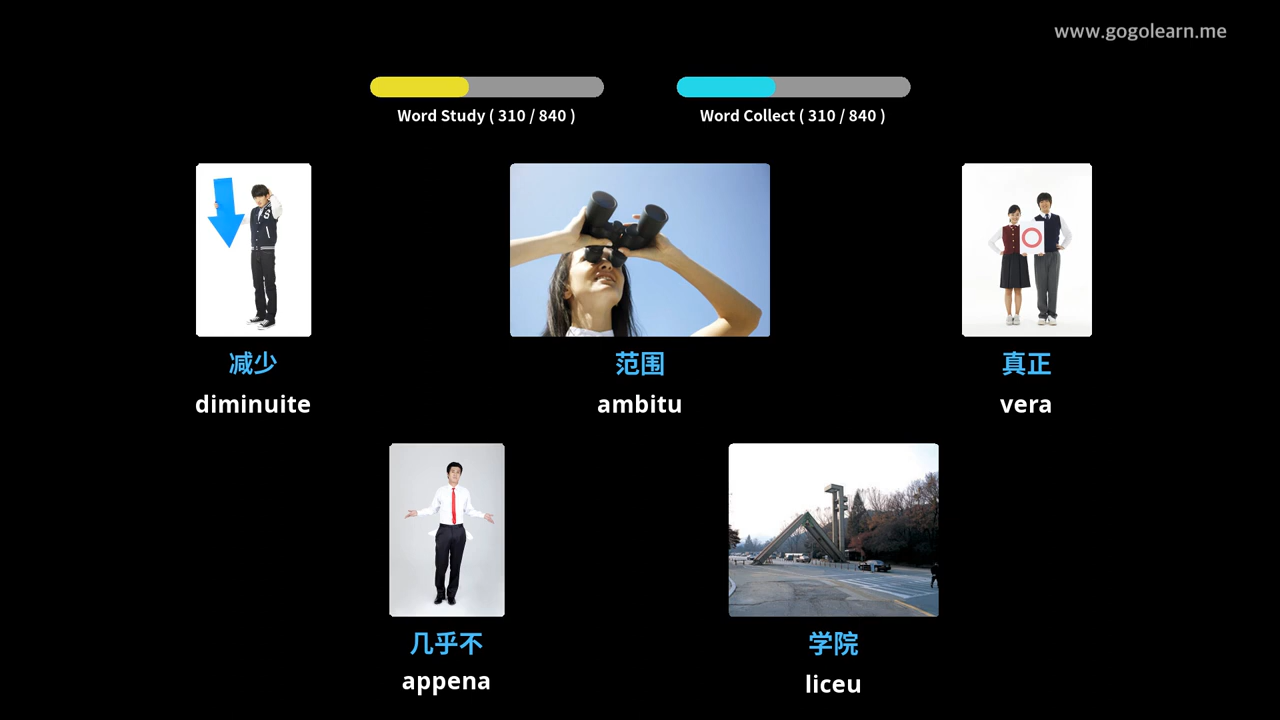 www.gogolearn.me
Word Study ( 310 / 840 )
Word Collect ( 310 / 840 )
减少
diminuite
范围
ambitu
真正
vera
几乎不
appena
学院
liceu